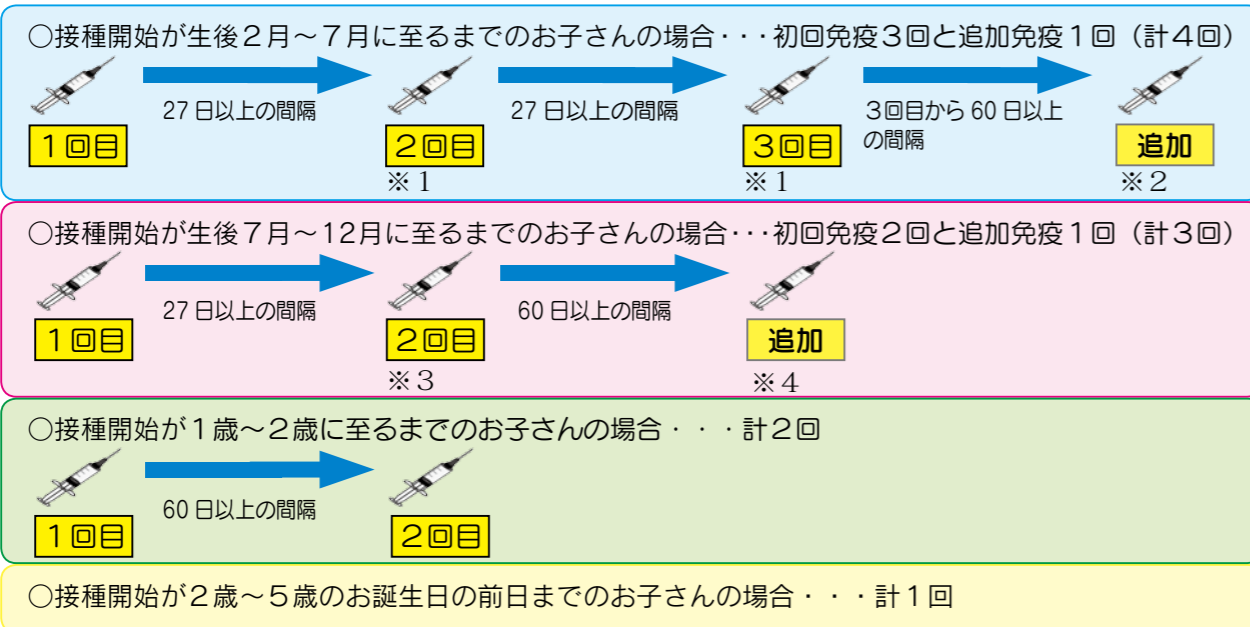 ○接種開始が生後２月～７月に至るまでのお子さんの場合・・・初回免疫３回と追加免疫１回（計４回）
27日以上の間隔
27日以上の間隔
３回目から60日以上
の間隔
１回目
２回目
３回目
追加
※１
※１
※２
○接種開始が生後７月～12月に至るまでのお子さんの場合・・・初回免疫２回と追加免疫１回（計３回）
27日以上の間隔
60日以上の間隔
１回目
２回目
追加
※３
※４
○接種開始が１歳～２歳に至るまでのお子さんの場合・・・計２回
60日以上の間隔
１回目
２回目
○接種開始が２歳～５歳のお誕生日の前日までのお子さんの場合・・・計１回